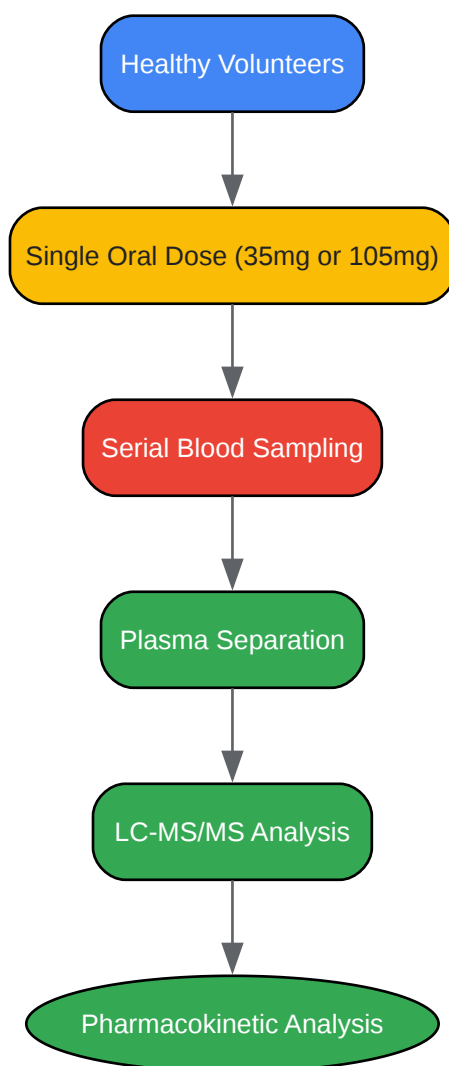 Healthy Volunteers
Single Oral Dose (35mg or 105mg)
Serial Blood Sampling
Plasma Separation
LC-MS/MS Analysis
Pharmacokinetic Analysis